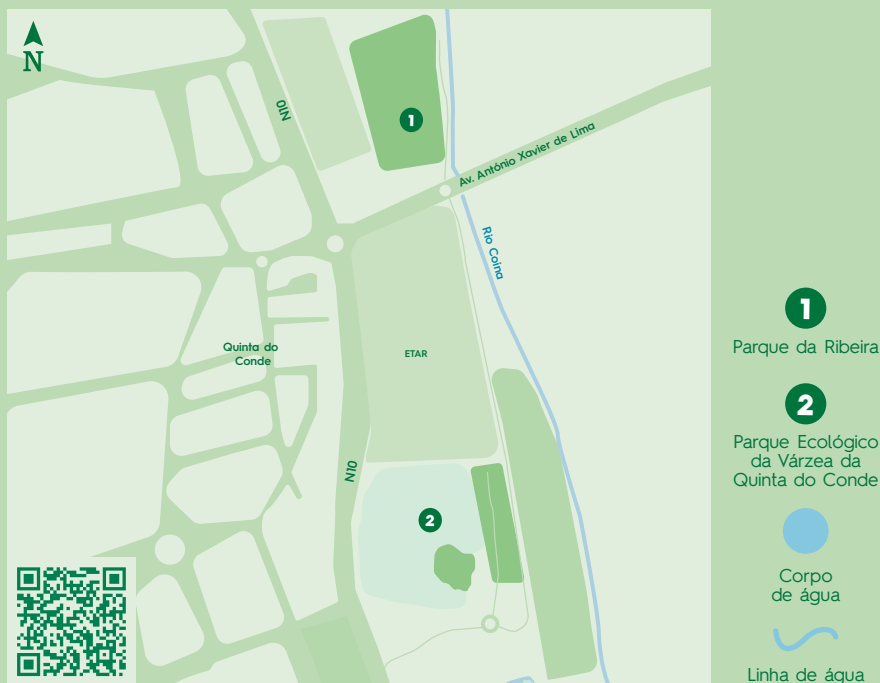 N
N10
1
Av. António Xavier de Lima
Rio Coina
Quinta do
Conde
ETAR
N10
2
1
Parque da Ribeira
2
Parque Ecológico
da Várzea da
Quinta do Conde
Corpo
de água
Linha de água